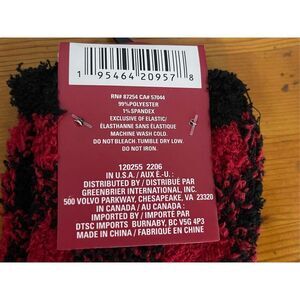 1 95464 20957 8
RN# 87254 CA# 57044
99%POLYESTER
1%SPANDEX
EXCLUSIVE OF ELASTIC/
ÉLASTHANNE SANS ÉLASTIQUE
MACHINE WASH COLD.
DO NOT BLEACH.TUMBLE DRY LOW.
DO NOT IRON.
120255 2206
IN U.S.A. / AUX É.-U. :
DISTRIBUTED BY / DISTRIBUÉ PAR
GREENBRIER INTERNATIONAL, INC.
500 VOLVO PARKWAY, CHESAPEAKE, VA 23320
IN CANADA / AU CANADA :
IMPORTED BY / IMPORTÉ PAR
DTSC IMPORTS BURNABY, BC V5G 4P3
MADE IN CHINA / FABRIQUÉ EN CHINE